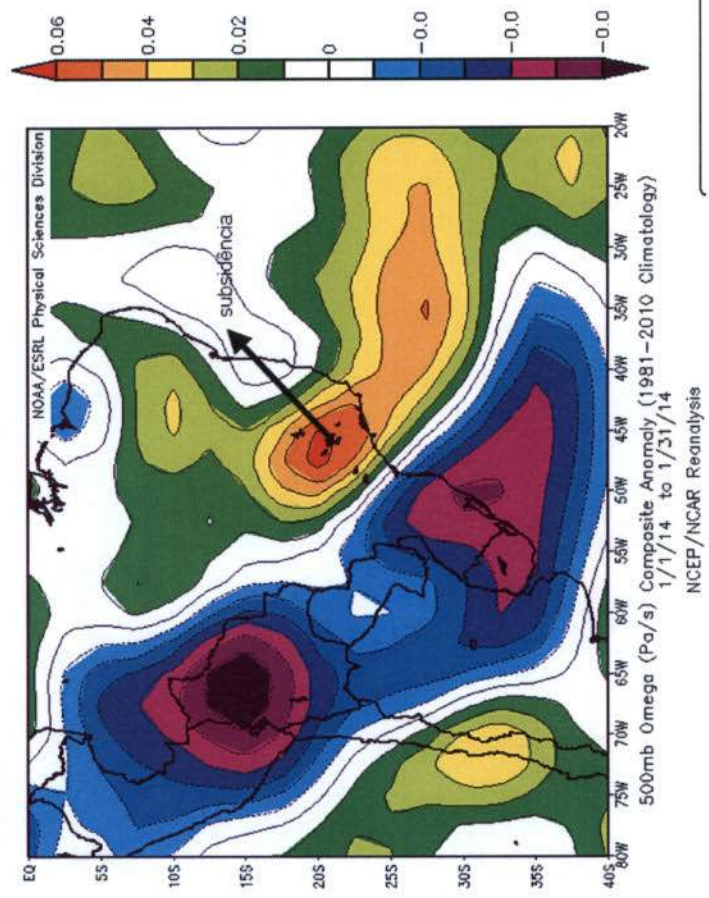 NOAA/ESRL Physical Sciences Division
EQ
5S
10S
15S
20S
25S
30S
35S
40S
subsidência
80W 75W 70W 65W 60W 55W 50W 45W 40W 35W 30W 25W 20W
0.06
0.04
0.02
0
-0.0
-0.0
-0.0
500mb Omega (Pa/s) Composite Anomaly (1981-2010 Climatology)
1/1/14 to 1/31/14
NCEP/NCAR Reanalysis